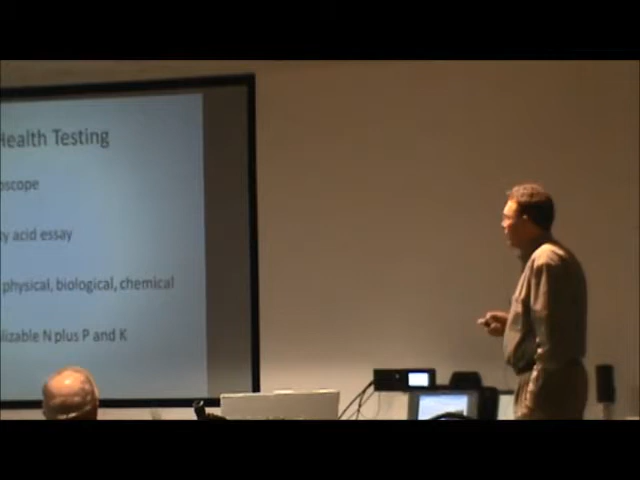 Health Testing
oscope
ty acid essay
physical, biological, chemical
lizable N plus P and K